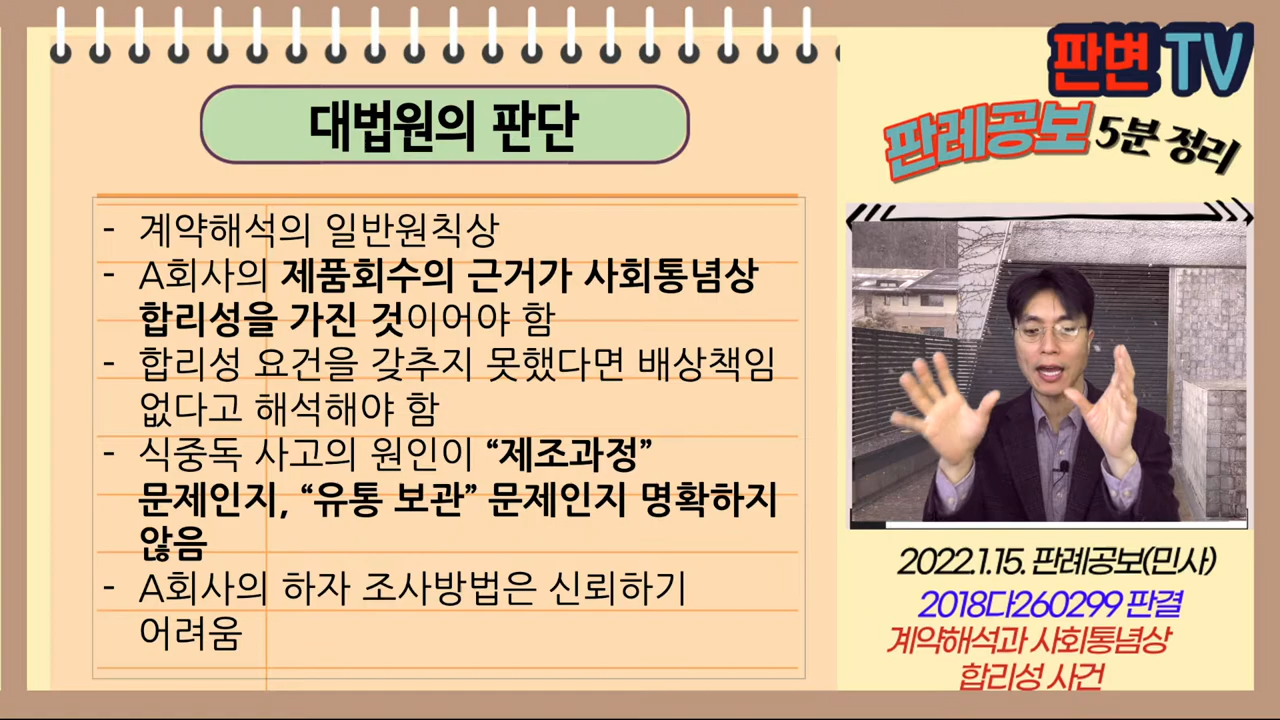 대법원의 판단
- 계약해석의 일반원칙상
- A회사의 제품회수의 근거가 사회통념상
합리성을 가진 것이어야 함
- 합리성 요건을 갖추지 못했다면 배상책임
없다고 해석해야 함
- 식중독 사고의 원인이 “제조과정”
문제인지, “유통 보관” 문제인지 명확하지
않음
- A회사의 하자 조사방법은 신뢰하기
어려움
판변 TV
판례공보 5분 정리
2022.1.15. 판례공보(민사)
2018다260299 판결
계약해석과 사회통념상
합리성 사건